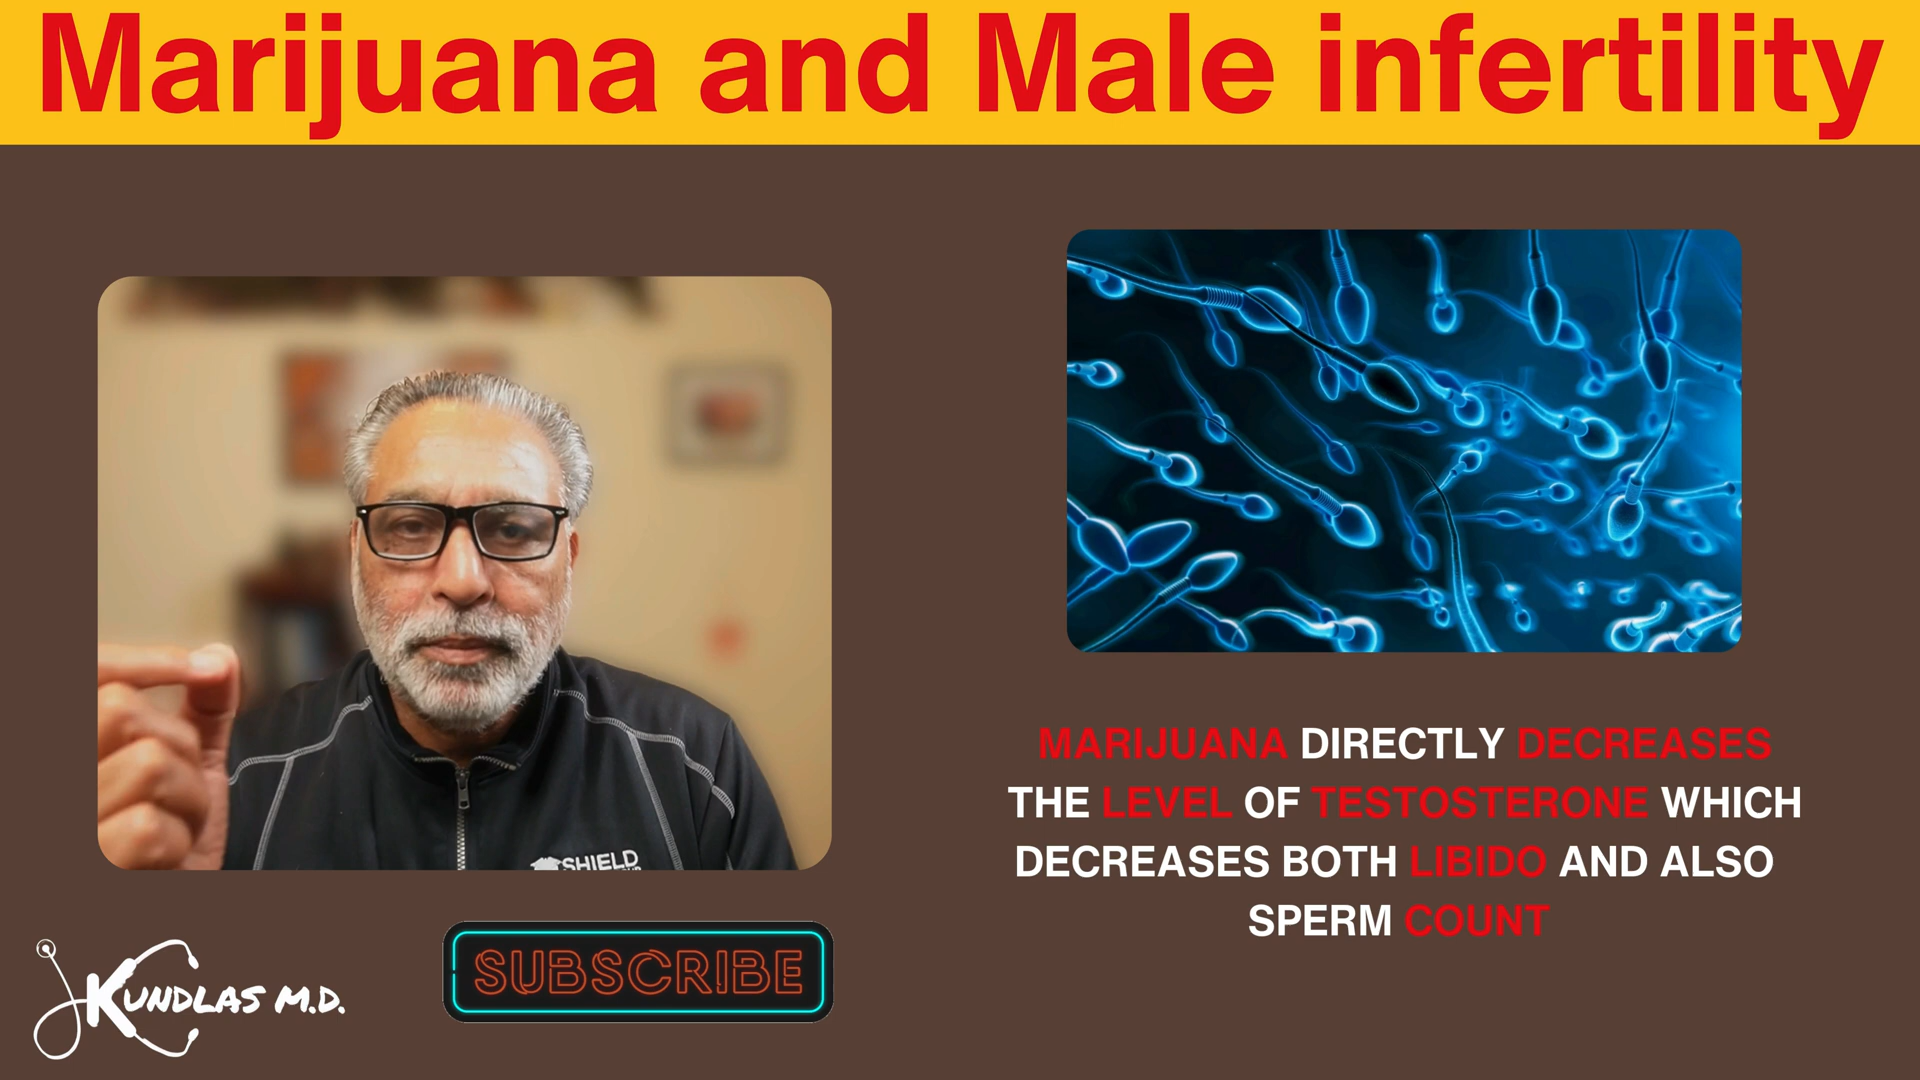 Marijuana and Male infertility
SHIELD
MARIJUANA DIRECTLY DECREASES
THE LEVEL OF TESTOSTERONE WHICH
DECREASES BOTH LIBIDO AND ALSO
SPERM COUNT
KUNDLAS M.D.
SUBSCRIBE